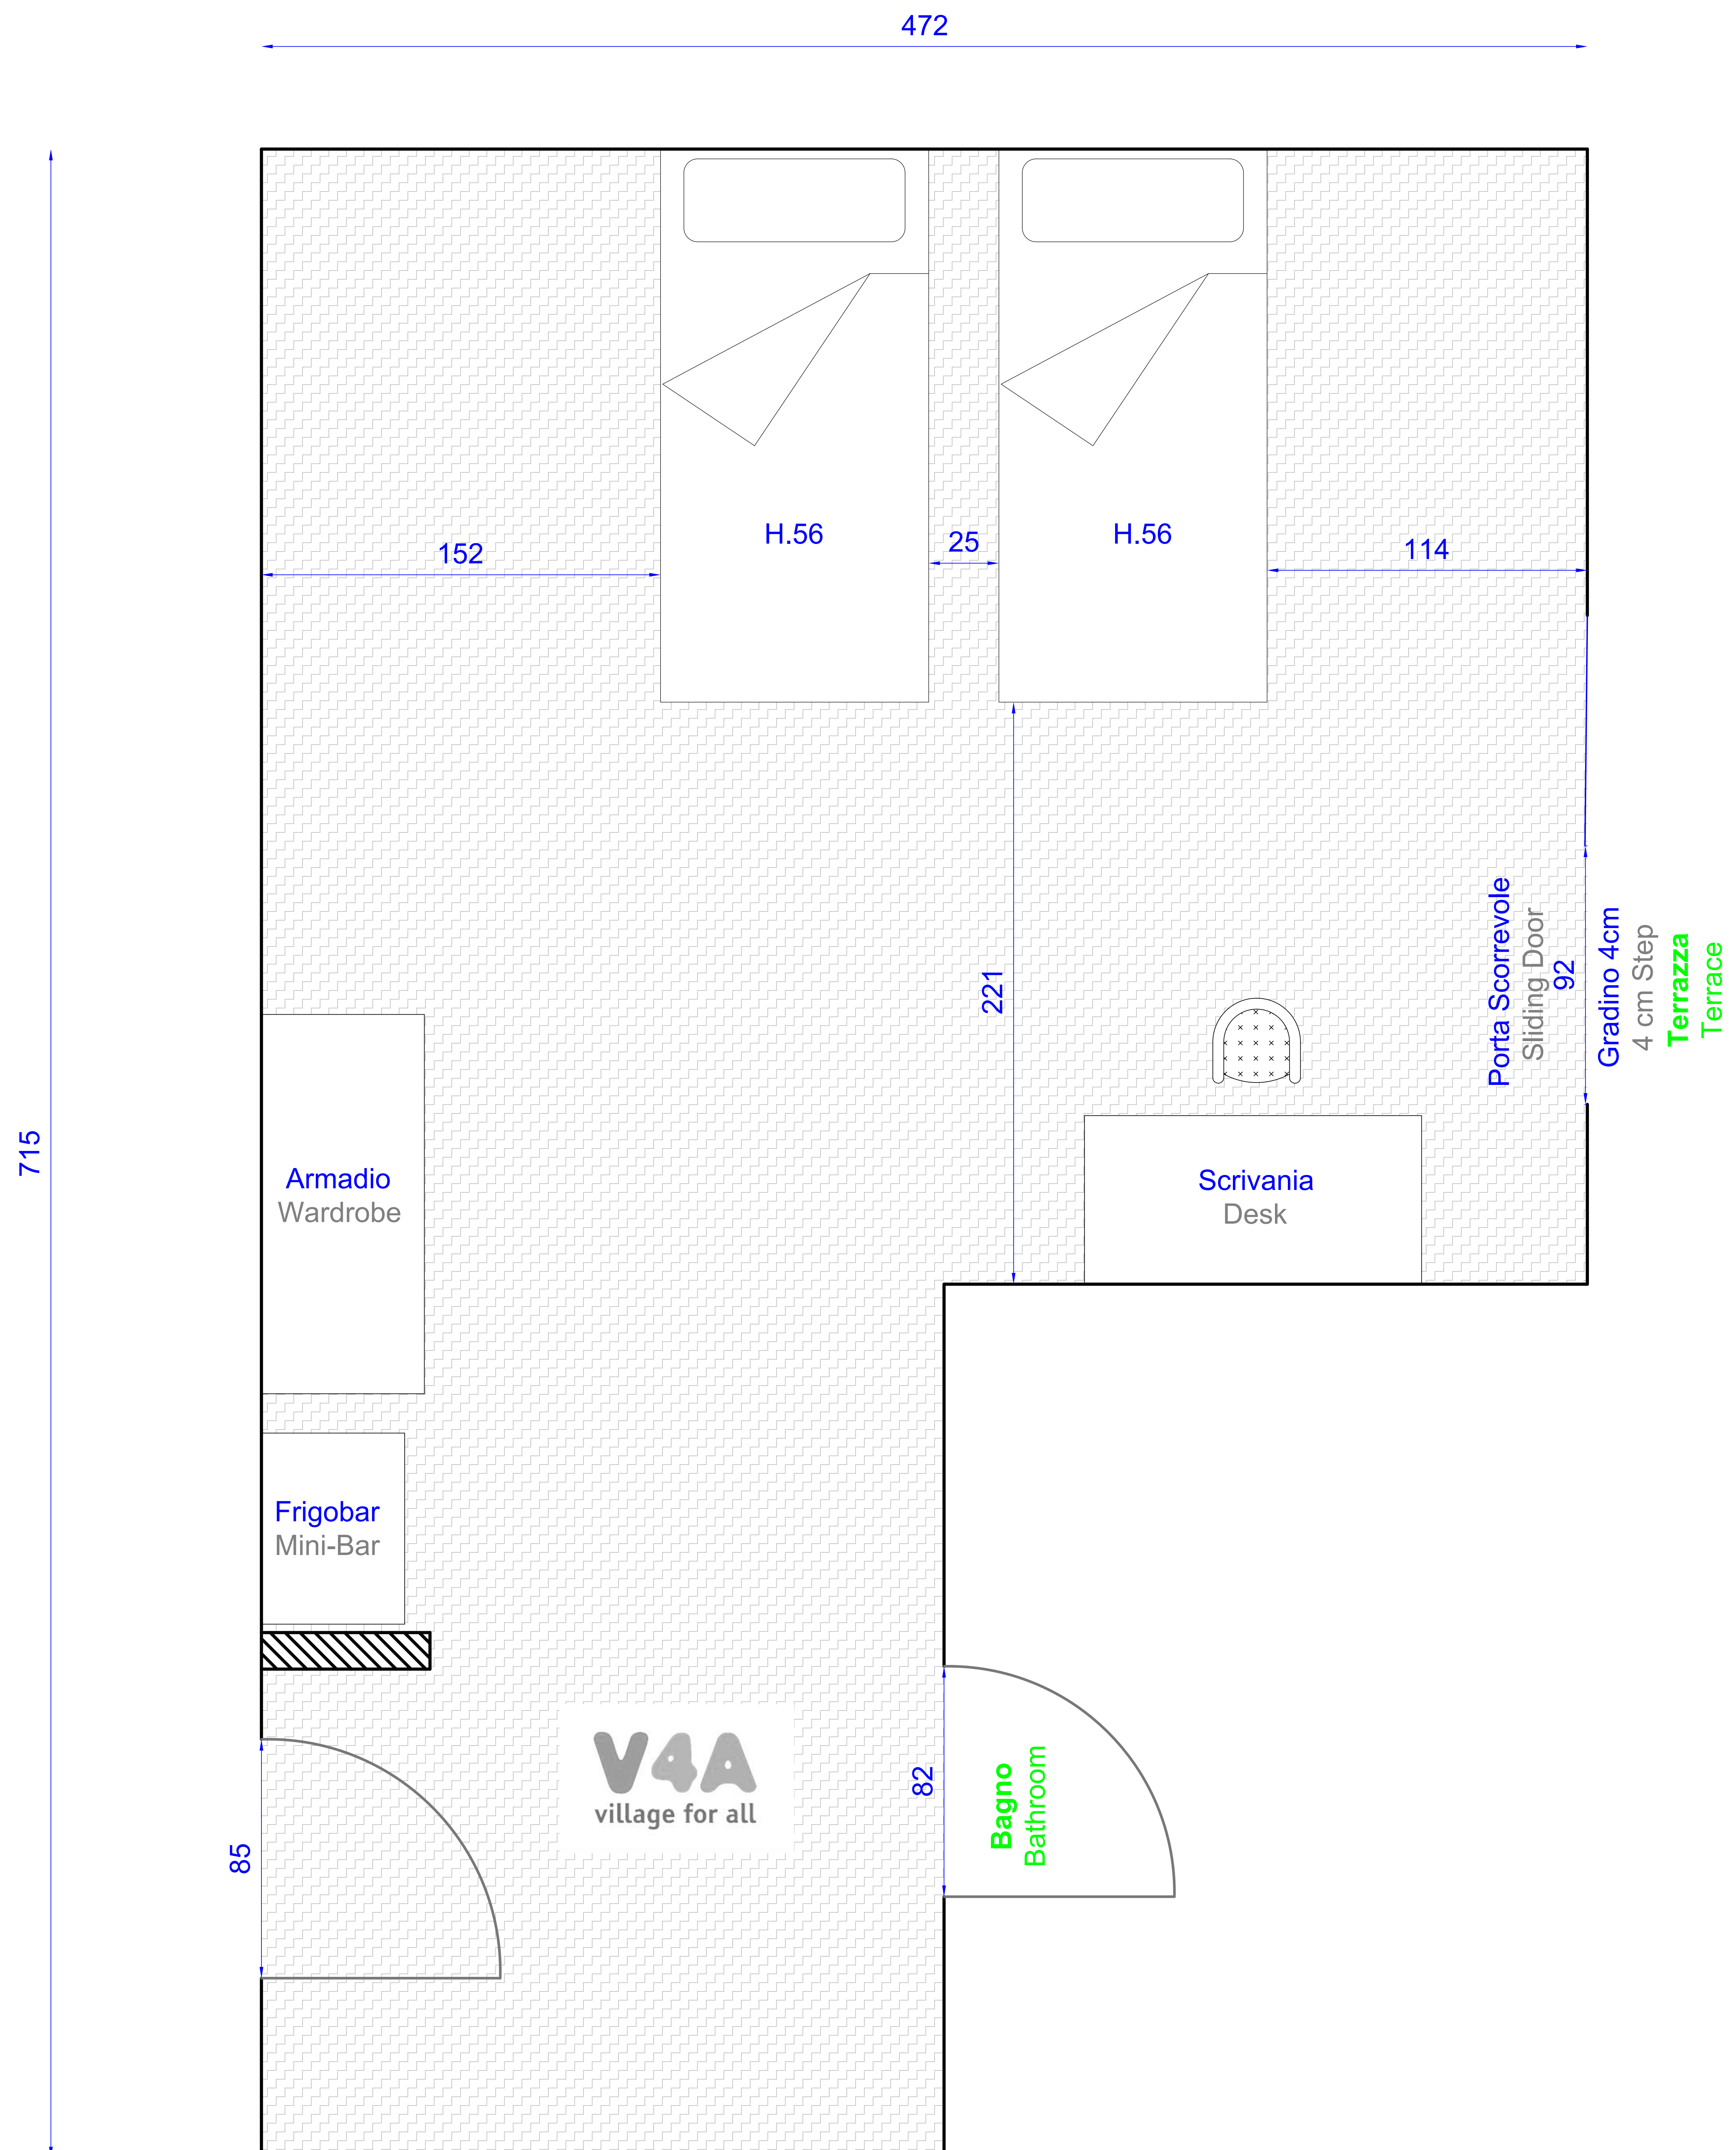 472
H.56
H.56
25
152
114
715
221
Porta Scorrevole
Sliding Door
92
Gradino 4cm
4 cm Step
Terrazza
Terrace
Armadio
Wardrobe
Scrivania
Desk
Frigobar
Mini-Bar
V4A
village for all
82
Bagno
Bathroom
85